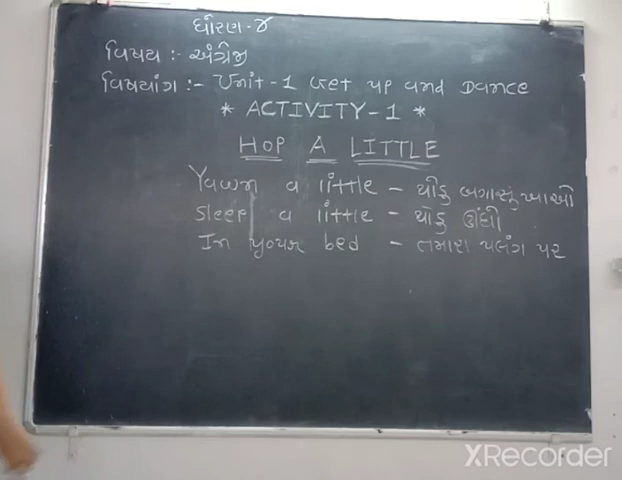 ધોરણ-૪
વિષય :- અંગ્રેજી
વિષયાંગ :- Unit-1 Get up and Dance
* ACTIVITY-1 *
HOP A LITTLE
Yawn a little - થોડુ બગાસુ ખાઓ
Sleep a little - થોડુ ઊંઘી
In your bed - તમારા પલંગ પર
XRecorder